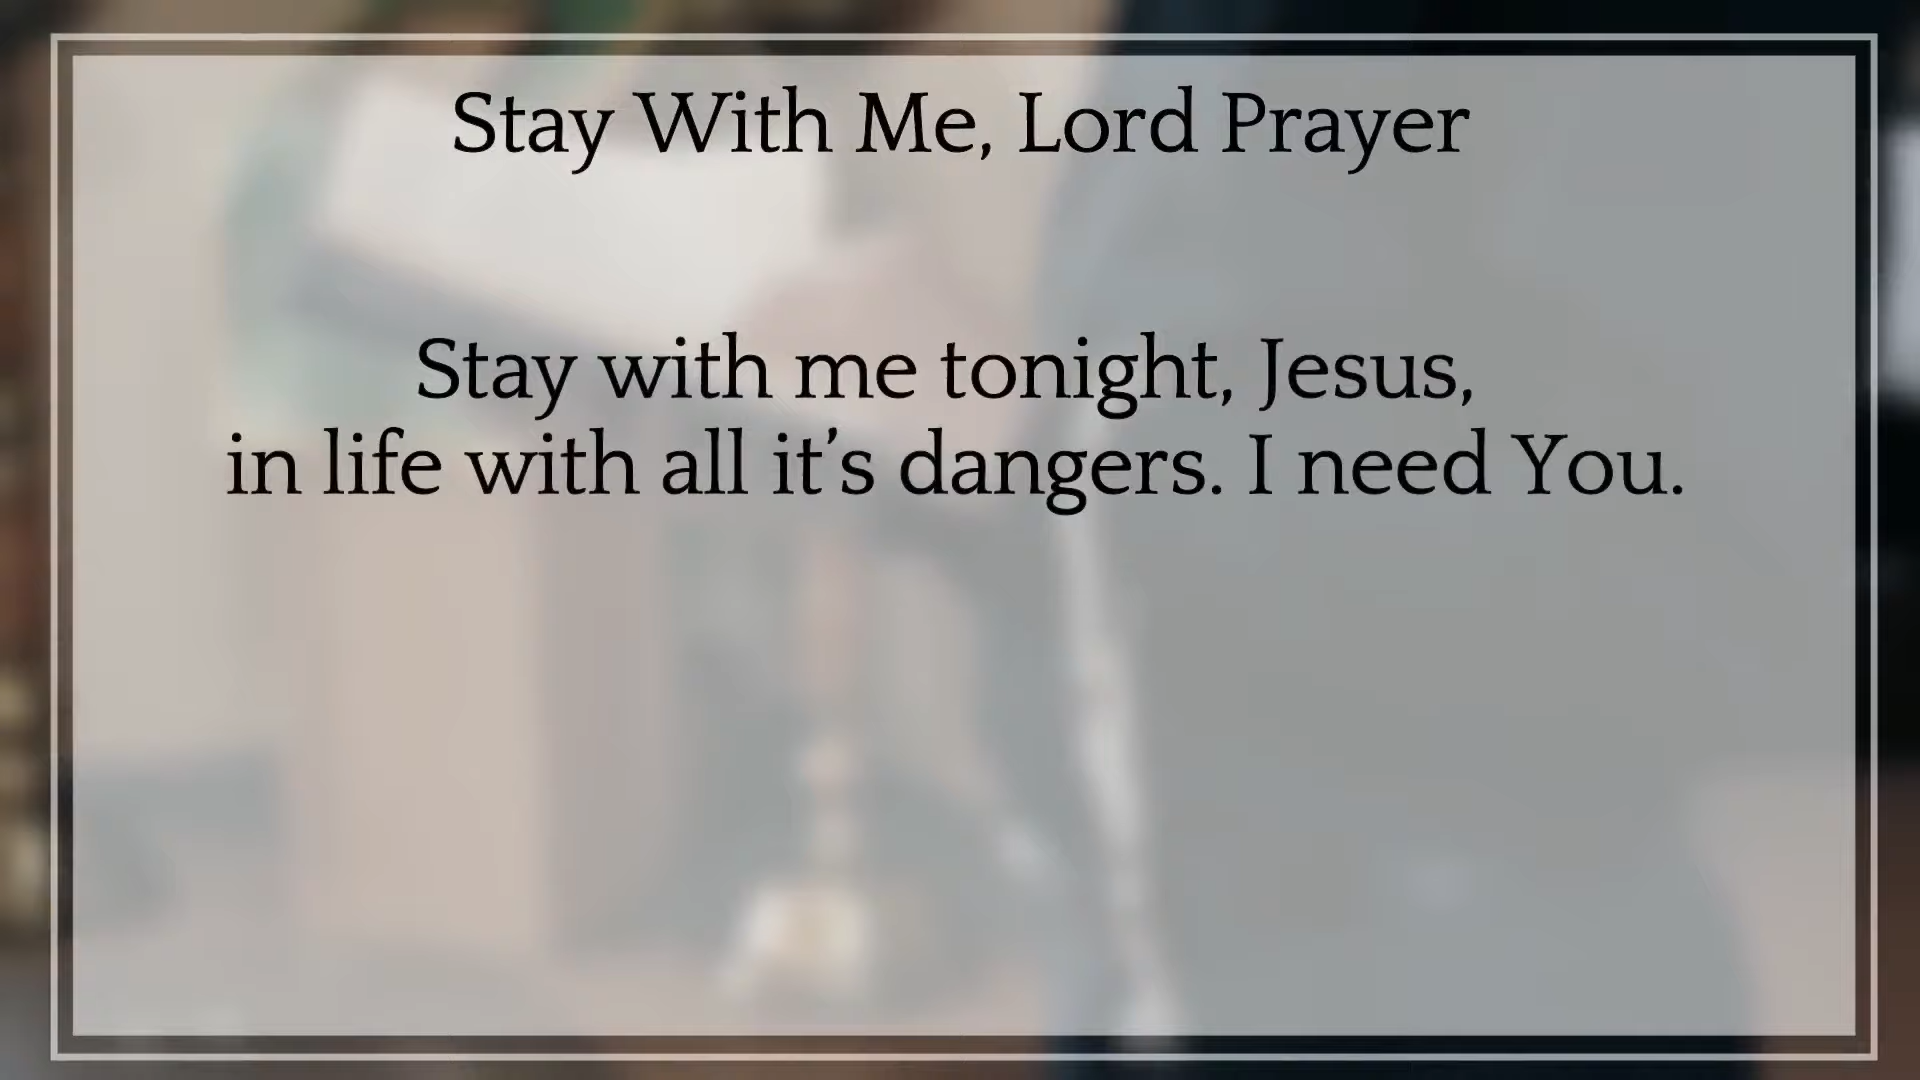 Stay With Me, Lord Prayer
Stay with me tonight, Jesus,
in life with all it’s dangers. I need You.